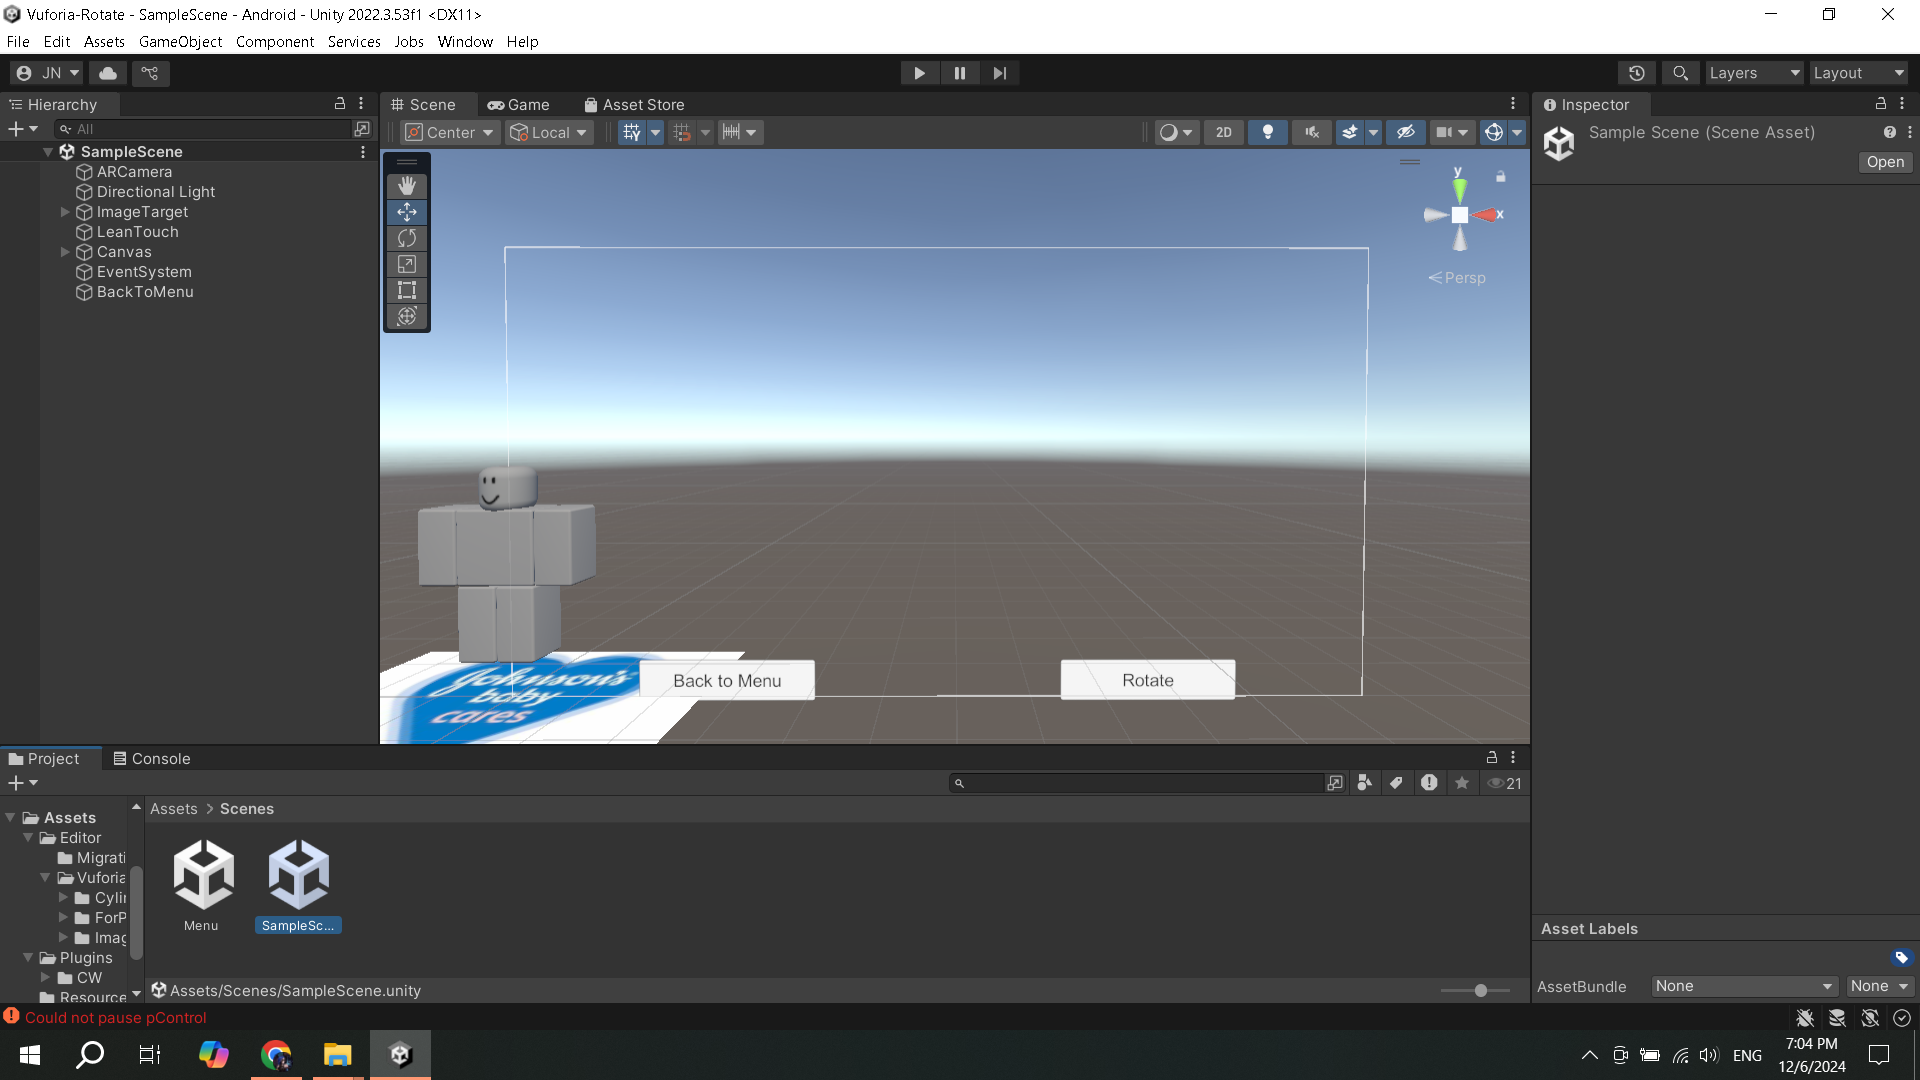 Vuforia-Rotate - SampleScene - Android - Unity 2022.3.53f1 <DX11>
File Edit Assets GameObject Component Services Jobs Window Help
JN
Layers
Layout
Hierarchy
Scene
Game
Asset Store
Inspector
All
Center
Local
2D
Sample Scene (Scene Asset)
Open
SampleScene
ARCamera
Directional Light
ImageTarget
LeanTouch
Canvas
EventSystem
BackToMenu
y
x
Persp
Johnson's
baby
cares
Back to Menu
Rotate
Project
Console
21
Assets
Editor
Migrati
Vuforia
Cylin
ForP
Imag
Plugins
CW
Resource
Assets > Scenes
Menu
SampleSc...
Assets/Scenes/SampleScene.unity
Asset Labels
AssetBundle
None
None
Could not pause pControl
ENG
7:04 PM
12/6/2024